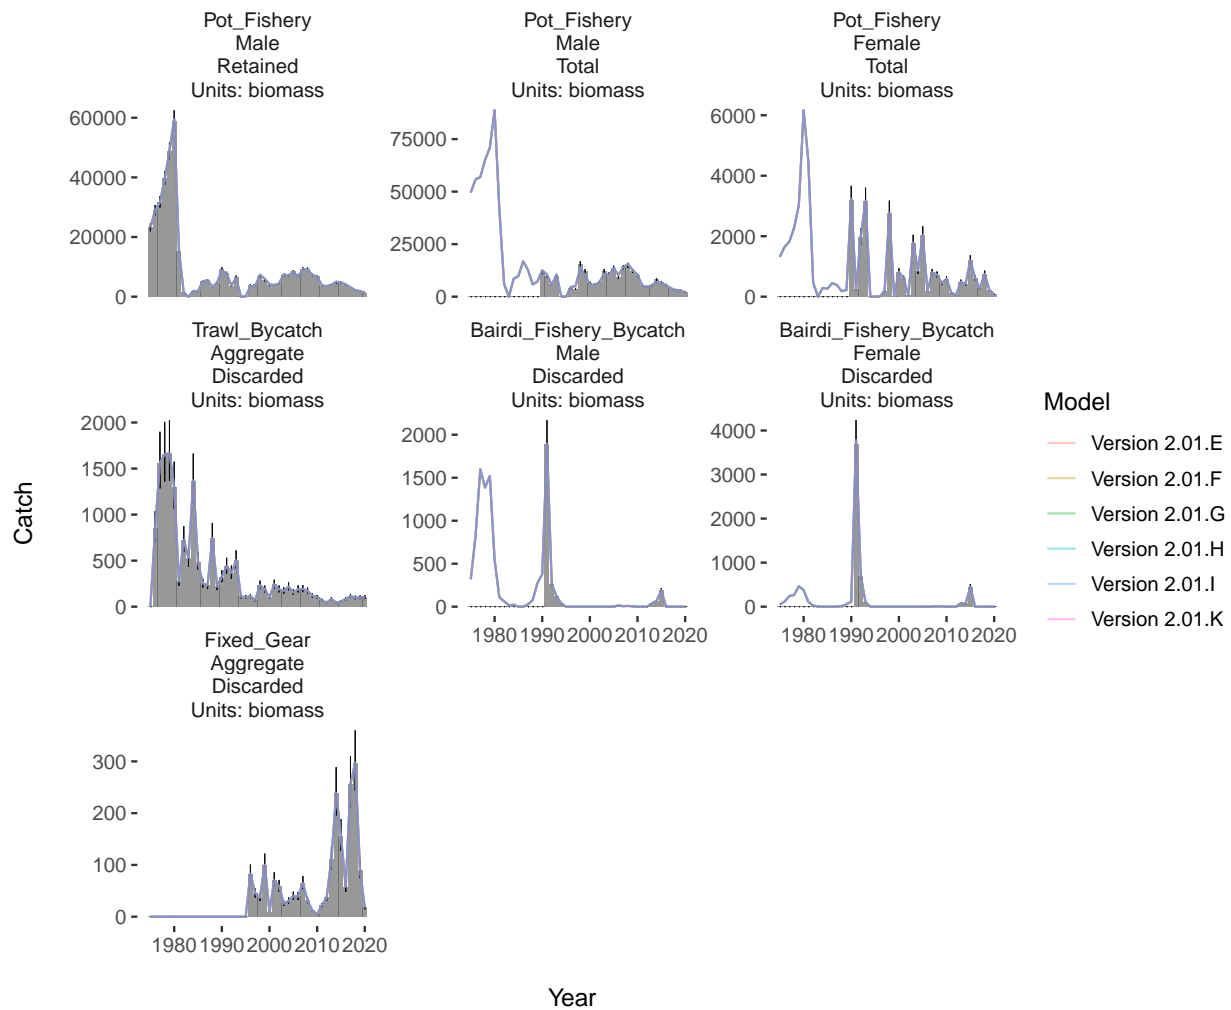 Pot_Fishery
Male
Retained
Units: biomass
Pot_Fishery
Male
Total
Units: biomass
Pot_Fishery
Female
Total
Units: biomass
60000
40000
20000
0
75000
50000
25000
0
6000
4000
2000
0
Trawl_Bycatch
Aggregate
Discarded
Units: biomass
Bairdi_Fishery_Bycatch
Male
Discarded
Units: biomass
Bairdi_Fishery_Bycatch
Female
Discarded
Units: biomass
2000
1500
1000
500
0
2000
1500
1000
500
0
1980 1990 2000 2010 2020
4000
3000
2000
1000
0
1980 1990 2000 2010 2020
Fixed_Gear
Aggregate
Discarded
Units: biomass
300
200
100
0
1980 1990 2000 2010 2020
Catch
Year
Model
Version 2.01.E
Version 2.01.F
Version 2.01.G
Version 2.01.H
Version 2.01.I
Version 2.01.K